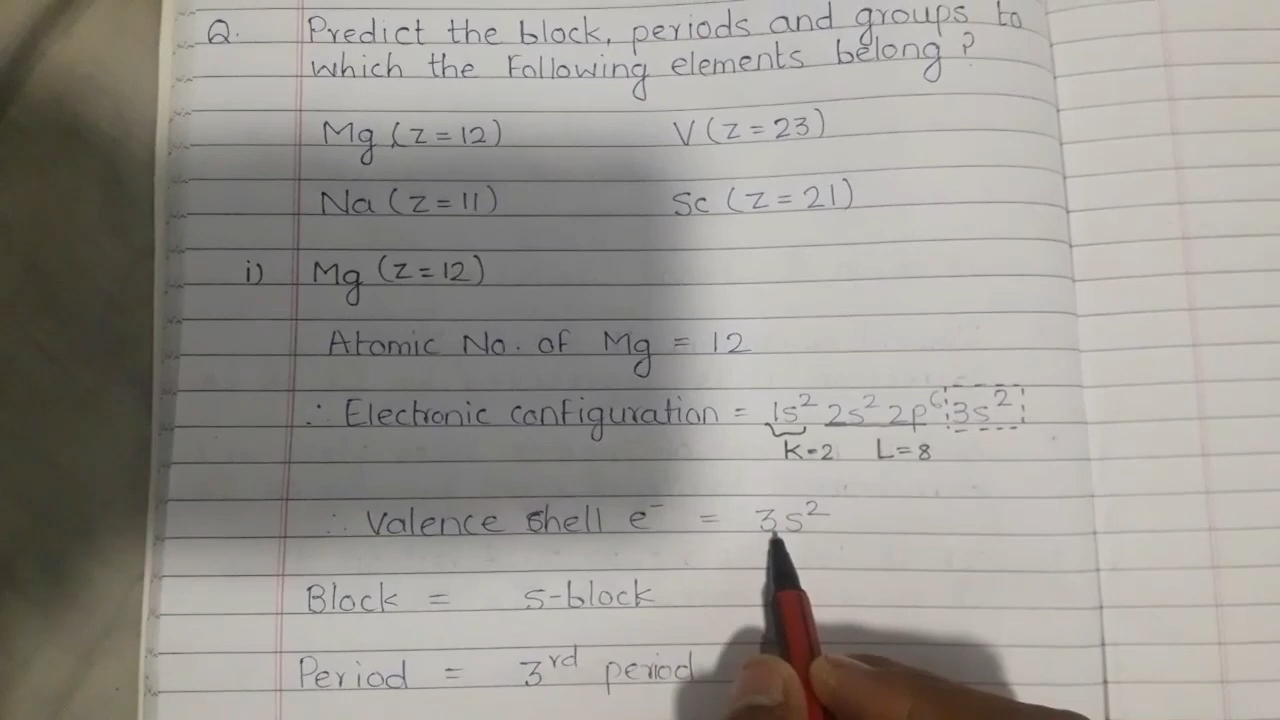 Q. Predict the block, periods and groups to
which the following elements belong?
Mg (Z=12) V (Z=23)
Na (Z=11) Sc (Z=21)
i) Mg (Z=12)
Atomic No. of Mg = 12
∴ Electronic configuration = 1s² 2s² 2p⁶ 3s²
K=2 L=8
∴ Valence shell e⁻ = 3s²
Block = s-block
Period = 3rd period